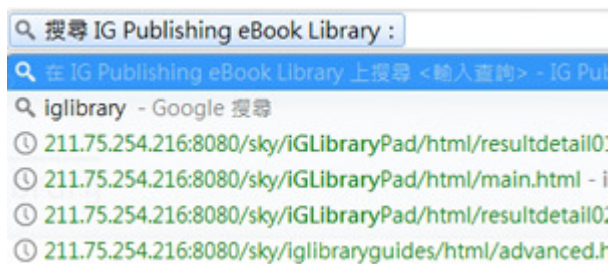 搜尋 IG Publishing eBook Library：
在 IG Publishing eBook Library 上搜尋 <輸入查詢> - IG Pub
iglibrary - Google 搜尋
211.75.254.216:8080/sky/iGLibraryPad/html/resultdetail01
211.75.254.216:8080/sky/iGLibraryPad/html/main.html - i
211.75.254.216:8080/sky/iGLibraryPad/html/resultdetail02
211.75.254.216:8080/sky/iglibraryguides/html/advanced.h